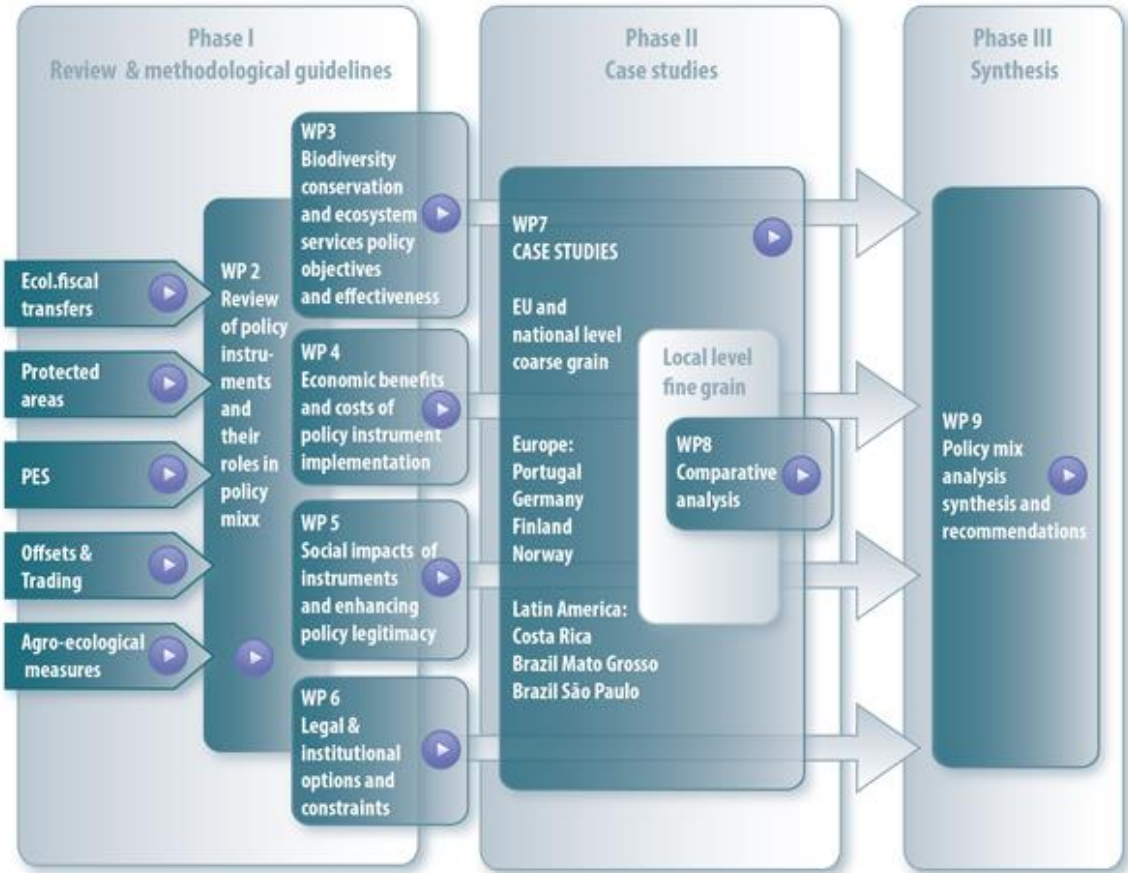 Phase I
Review & methodological guidelines
Ecol.fiscal
transfers
Protected
areas
PES
Offsets &
Trading
Agro-ecological
measures
WP 2
Review
of policy
instru-
ments
and
their
roles in
policy
mixx
WP3
Biodiversity
conservation
and ecosystem
services policy
objectives
and effectiveness
WP 4
Economic benefits
and costs of
policy instrument
implementation
WP 5
Social impacts of
instruments
and enhancing
policy legitimacy
WP 6
Legal &
institutional
options and
constraints
Phase II
Case studies
WP7
CASE STUDIES
EU and
national level
coarse grain
Europe:
Portugal
Germany
Finland
Norway
Latin America:
Costa Rica
Brazil Mato Grosso
Brazil São Paulo
Local level
fine grain
WP8
Comparative
analysis
Phase III
Synthesis
WP 9
Policy mix
analysis
synthesis and
recommendations